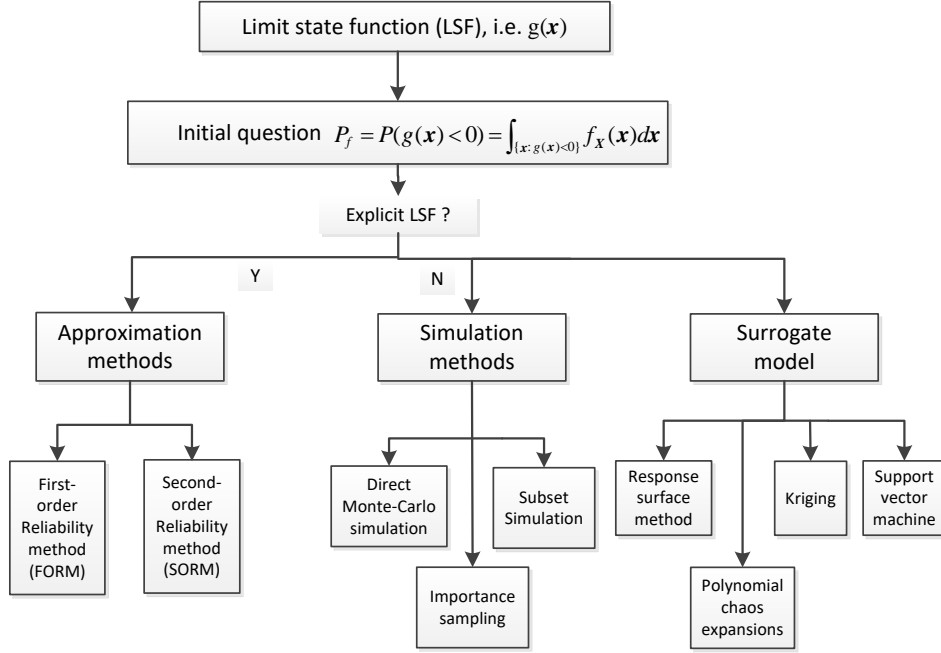 Limit state function (LSF), i.e. g(x)
Initial question P_f = P(g(x) < 0) = ∫_{x: g(x)<0} f_X(x)dx
Explicit LSF ?
Y
N
Approximation
methods
Simulation
methods
Surrogate
model
First-
order
Reliability
method
(FORM)
Second-
order
Reliability
method
(SORM)
Direct
Monte-Carlo
simulation
Subset
Simulation
Importance
sampling
Response
surface
method
Kriging
Support
vector
machine
Polynomial
chaos
expansions